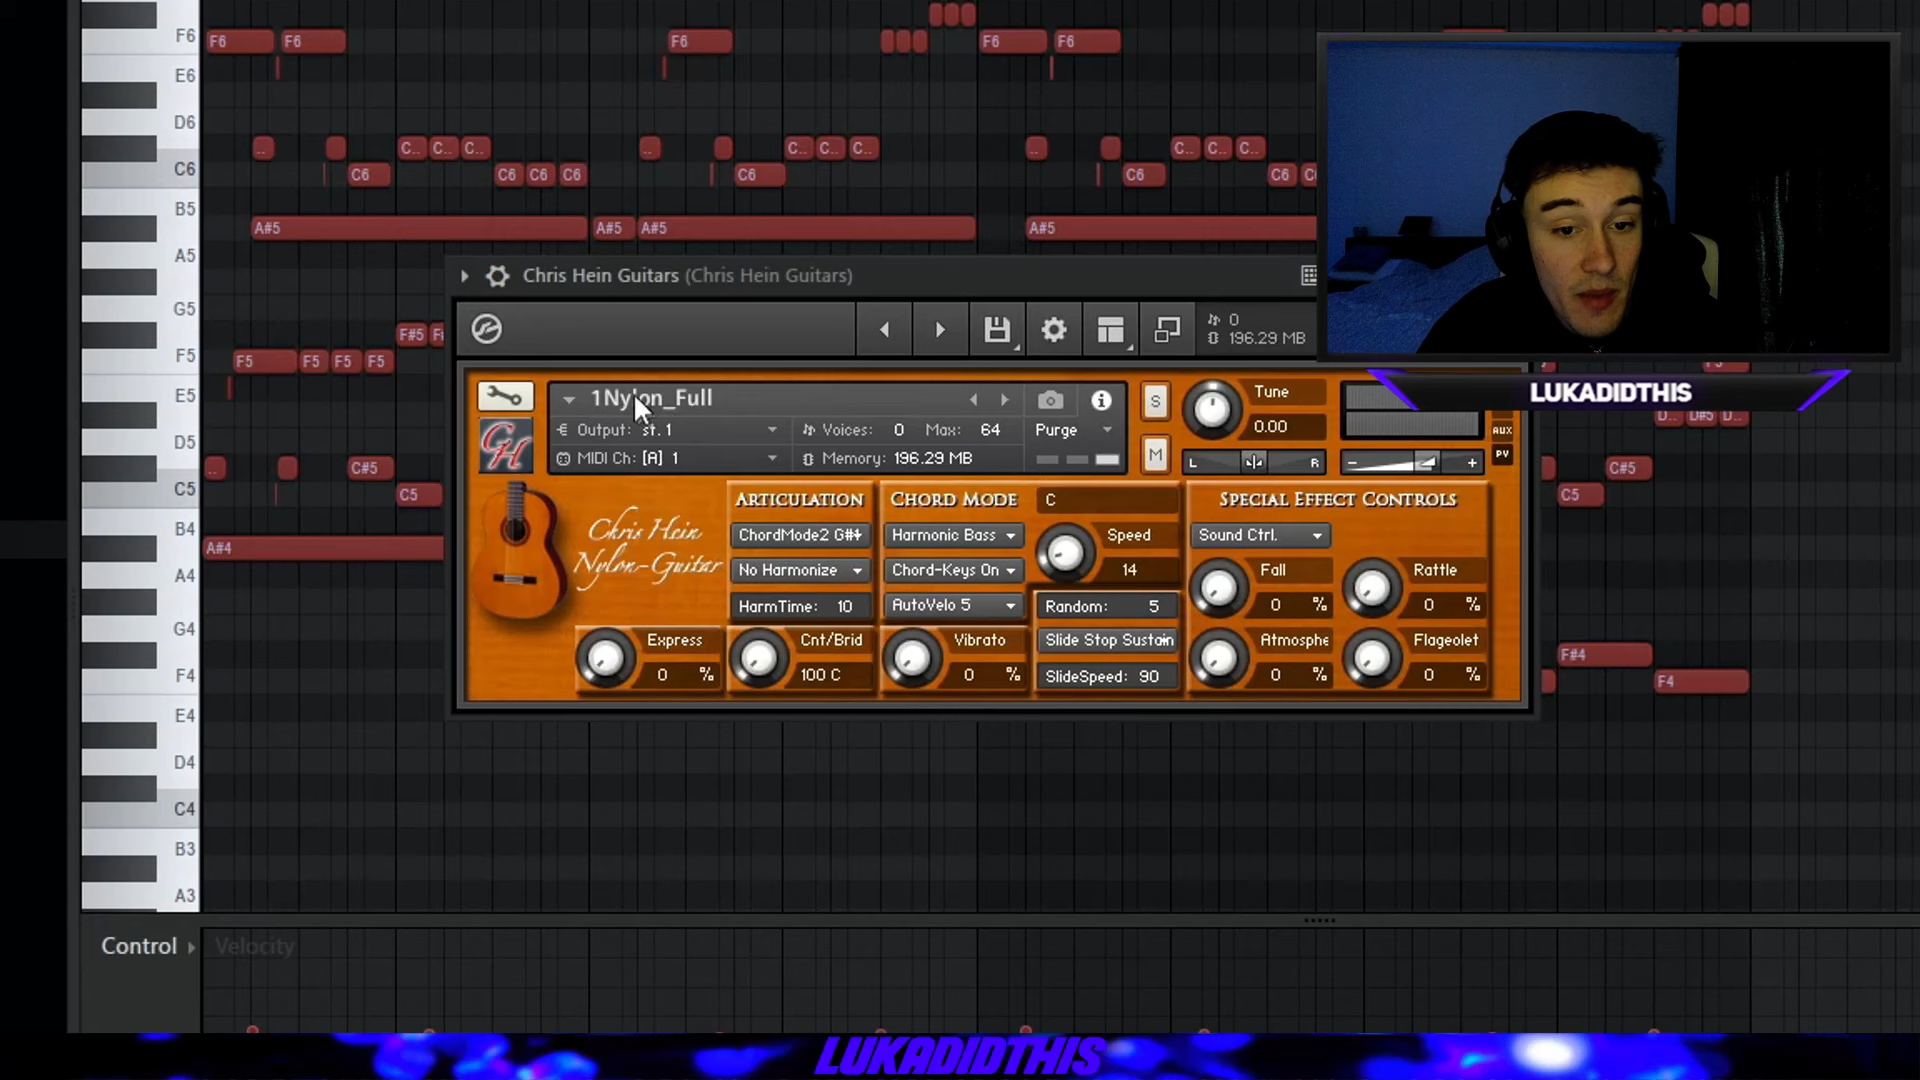 F6 F6 F6 F6 F6
E6
D6
.. C.. C.. C.. .. C.. C.. C.. .. C.. C.. C..
C6 C6 C6 C6 C6 C6 C6 C6
B5
A#5 A#5 A#5 A#5
A5
G5
F#5
F5 F5 F5 F5 F5
E5
D5 D.. D#5 D..
.. C#5 C#5
C5 C5 C5
B4
A#4
A4
G4
F#4
F4 F4
E4
D4
C4
B3
A3
Chris Hein Guitars (Chris Hein Guitars)
0
196.29 MB
LUKADIDTHIS
1Nylon_Full
Output: st.1 Voices: 0 Max: 64 Purge
MIDI Ch: [A] 1 Memory: 196.29 MB
S
M
Tune
0.00
L R - +
AUX
PV
GH
Chris Hein
Nylon-Guitar
ARTICULATION CHORD MODE C SPECIAL EFFECT CONTROLS
ChordMode2 G#1 Harmonic Bass Speed Sound Ctrl.
No Harmonize Chord-Keys On 14 Fall Rattle
HarmTime: 10 AutoVelo 5 Random: 5 0 % 0 %
Express Cnt/Brid Vibrato Slide Stop Sustain Atmosphe Flageolet
0 % 100 C 0 % SlideSpeed: 90 0 % 0 %
Control Velocity
LUKADIDTHIS